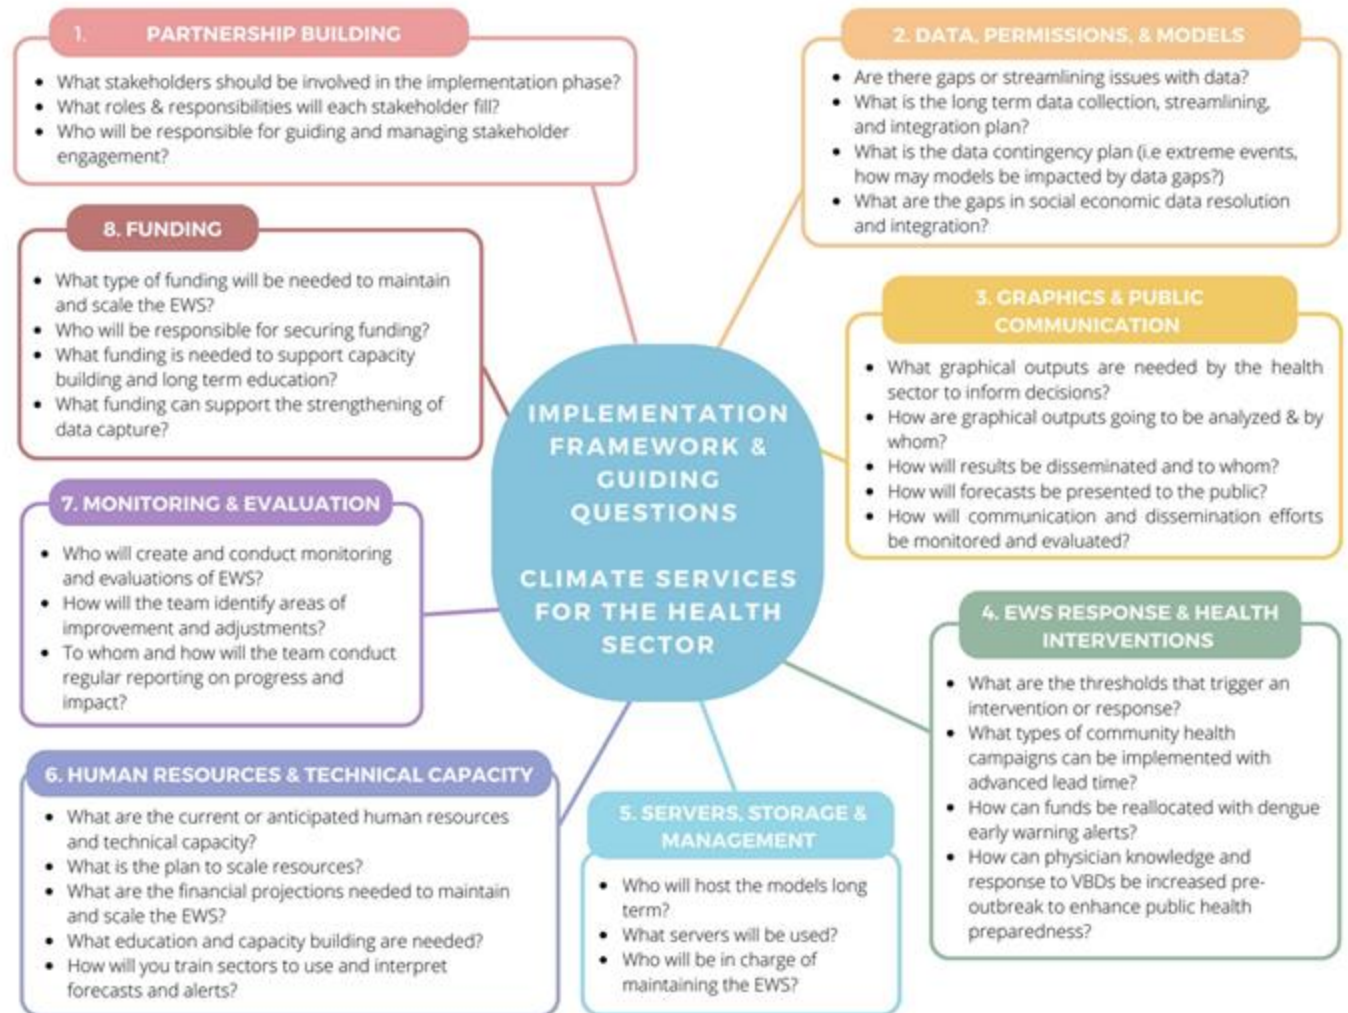 1. PARTNERSHIP BUILDING
• What stakeholders should be involved in the implementation phase?
• What roles & responsibilities will each stakeholder fill?
• Who will be responsible for guiding and managing stakeholder
engagement?
2. DATA, PERMISSIONS, & MODELS
• Are there gaps or streamlining issues with data?
• What is the long term data collection, streamlining,
and integration plan?
• What is the data contingency plan (i.e extreme events,
how may models be impacted by data gaps?)
• What are the gaps in social economic data resolution
and integration?
3. GRAPHICS & PUBLIC
COMMUNICATION
• What graphical outputs are needed by the health
sector to inform decisions?
• How are graphical outputs going to be analyzed & by
whom?
• How will results be disseminated and to whom?
• How will forecasts be presented to the public?
• How will communication and dissemination efforts
be monitored and evaluated?
4. EWS RESPONSE & HEALTH
INTERVENTIONS
• What are the thresholds that trigger an
intervention or response?
• What types of community health
campaigns can be implemented with
advanced lead time?
• How can funds be reallocated with dengue
early warning alerts?
• How can physician knowledge and
response to VBDs be increased pre-
outbreak to enhance public health
preparedness?
5. SERVERS, STORAGE &
MANAGEMENT
• Who will host the models long
term?
• What servers will be used?
• Who will be in charge of
maintaining the EWS?
6. HUMAN RESOURCES & TECHNICAL CAPACITY
• What are the current or anticipated human resources
and technical capacity?
• What is the plan to scale resources?
• What are the financial projections needed to maintain
and scale the EWS?
• What education and capacity building are needed?
• How will you train sectors to use and interpret
forecasts and alerts?
7. MONITORING & EVALUATION
• Who will create and conduct monitoring
and evaluations of EWS?
• How will the team identify areas of
improvement and adjustments?
• To whom and how will the team conduct
regular reporting on progress and
impact?
8. FUNDING
• What type of funding will be needed to maintain
and scale the EWS?
• Who will be responsible for securing funding?
• What funding is needed to support capacity
building and long term education?
• What funding can support the strengthening of
data capture?
IMPLEMENTATION
FRAMEWORK &
GUIDING
QUESTIONS
CLIMATE SERVICES
FOR THE HEALTH
SECTOR